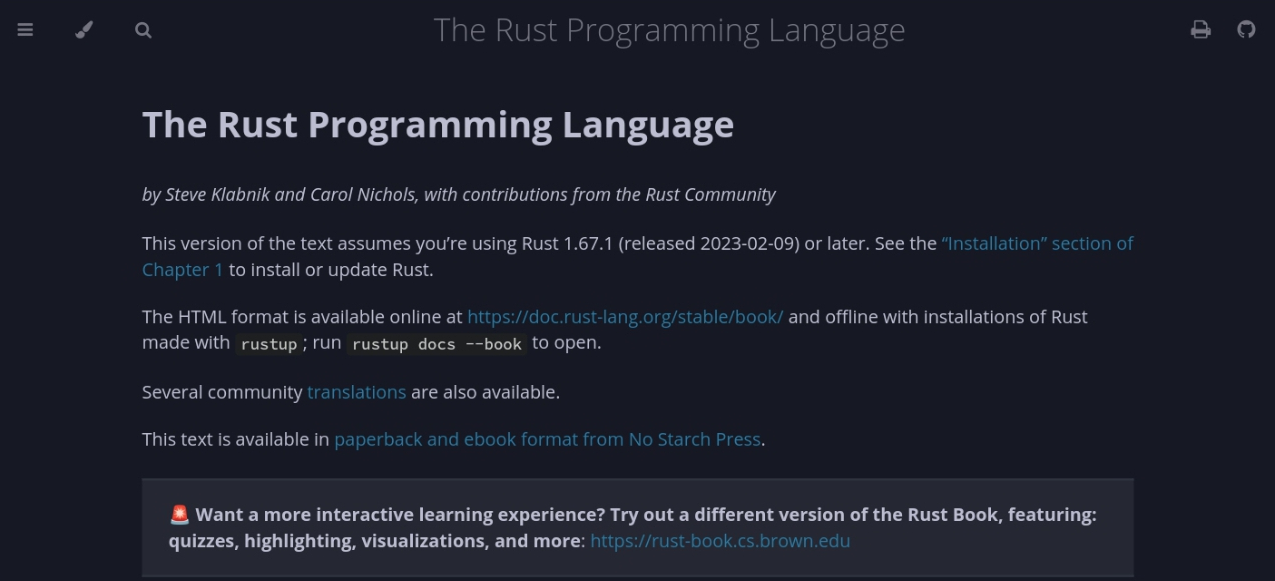 The Rust Programming Language
The Rust Programming Language
by Steve Klabnik and Carol Nichols, with contributions from the Rust Community
This version of the text assumes you’re using Rust 1.67.1 (released 2023-02-09) or later. See the “Installation” section of
Chapter 1 to install or update Rust.
The HTML format is available online at https://doc.rust-lang.org/stable/book/ and offline with installations of Rust
made with rustup; run rustup docs --book to open.
Several community translations are also available.
This text is available in paperback and ebook format from No Starch Press.
🚨 Want a more interactive learning experience? Try out a different version of the Rust Book, featuring:
quizzes, highlighting, visualizations, and more: https://rust-book.cs.brown.edu